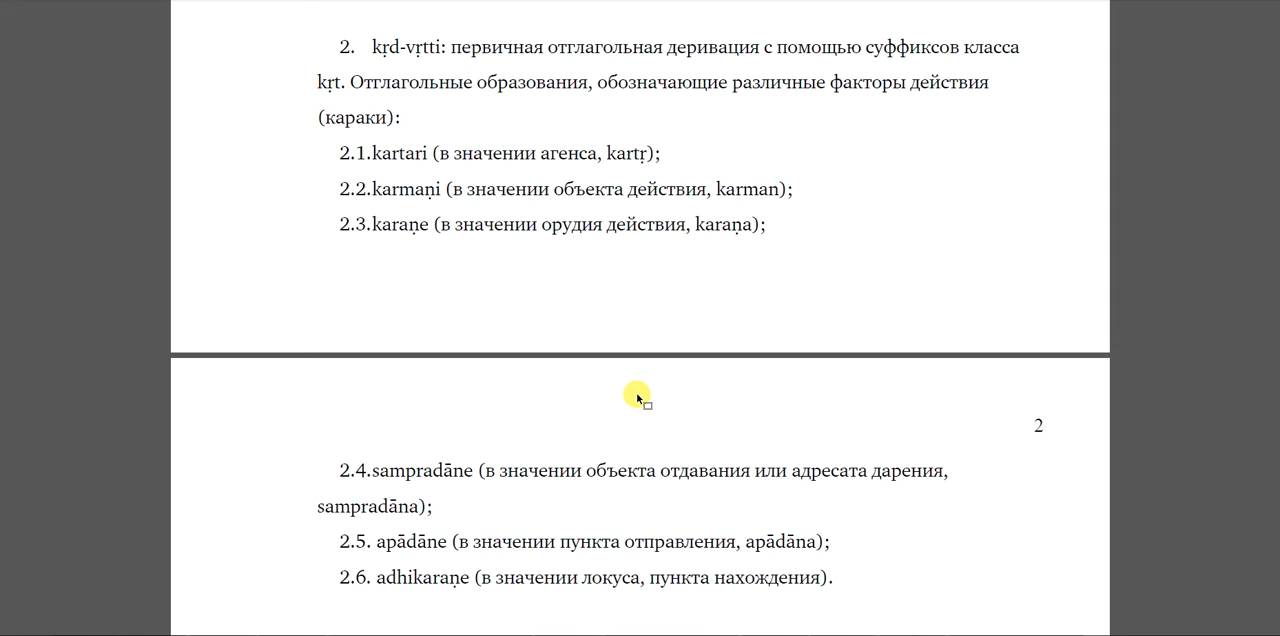 2. kṛd-vṛtti: первичная отглагольная деривация с помощью суффиксов класса
kṛt. Отглагольные образования, обозначающие различные факторы действия
(караки):
2.1.kartari (в значении агенса, kartṛ);
2.2.karmaṇi (в значении объекта действия, karman);
2.3.karaṇe (в значении орудия действия, karaṇa);
2
2.4.sampradāne (в значении объекта отдавания или адресата дарения,
sampradāna);
2.5. apādāne (в значении пункта отправления, apādāna);
2.6. adhikaraṇe (в значении локуса, пункта нахождения).